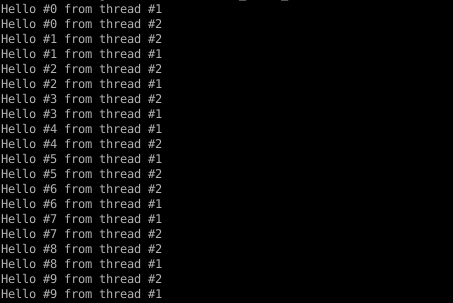 Hello #0 from thread #1
Hello #0 from thread #2
Hello #1 from thread #2
Hello #1 from thread #1
Hello #2 from thread #2
Hello #2 from thread #1
Hello #3 from thread #2
Hello #3 from thread #1
Hello #4 from thread #1
Hello #4 from thread #2
Hello #5 from thread #1
Hello #5 from thread #2
Hello #6 from thread #2
Hello #6 from thread #1
Hello #7 from thread #1
Hello #7 from thread #2
Hello #8 from thread #2
Hello #8 from thread #1
Hello #9 from thread #2
Hello #9 from thread #1